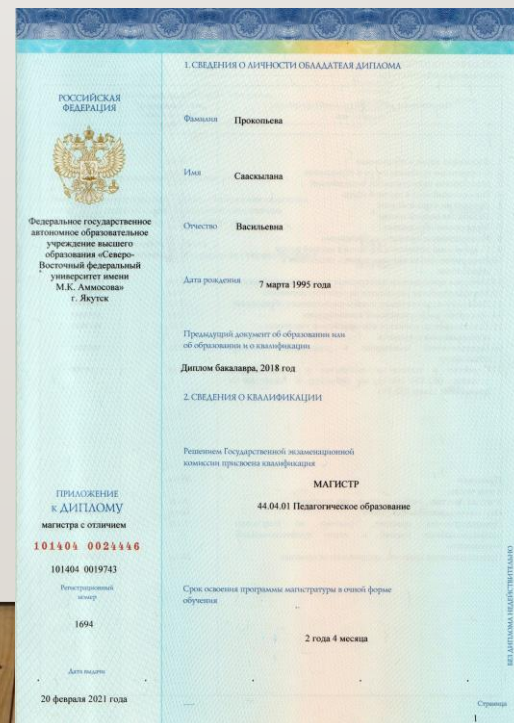 РОССИЙСКАЯ
ФЕДЕРАЦИЯ
Федеральное государственное
автономное образовательное
учреждение высшего
образования «Северо-
Восточный федеральный
университет имени
М.К. Аммосова»
г. Якутск
ПРИЛОЖЕНИЕ
к ДИПЛОМУ
магистра с отличием
101404 0024446
101404 0019743
Регистрационный
номер
1694
Дата выдачи
20 февраля 2021 года
1. СВЕДЕНИЯ О ЛИЧНОСТИ ОБЛАДАТЕЛЯ ДИПЛОМА
Фамилия Прокопьева
Имя Сааскылана
Отчество Васильевна
Дата рождения 7 марта 1995 года
Предыдущий документ об образовании или
об образовании и о квалификации
Диплом бакалавра, 2018 год
2. СВЕДЕНИЯ О КВАЛИФИКАЦИИ
Решением Государственной экзаменационной
комиссии присвоена квалификация
МАГИСТР
44.04.01 Педагогическое образование
Срок освоения программы магистратуры в очной форме
обучения
2 года 4 месяца
Страница
1
БЕЗ ДИПЛОМА НЕДЕЙСТВИТЕЛЬНО